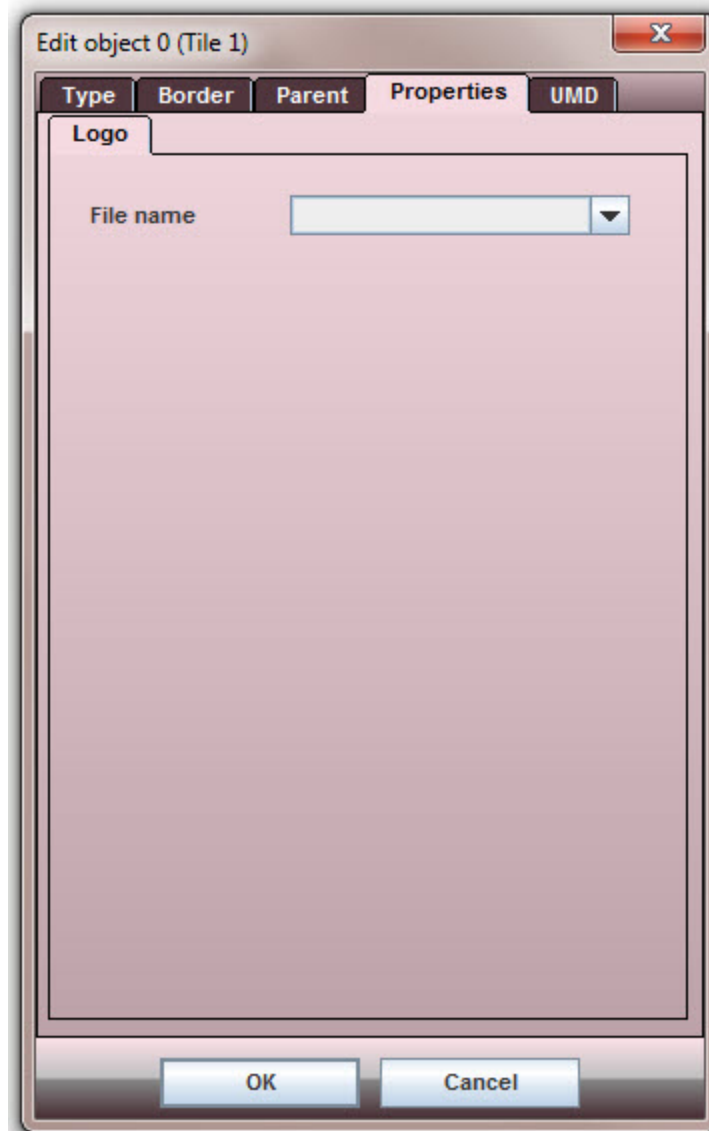 Edit object 0 (Tile 1)
Type Border Parent Properties UMD
Logo
File name
OK Cancel